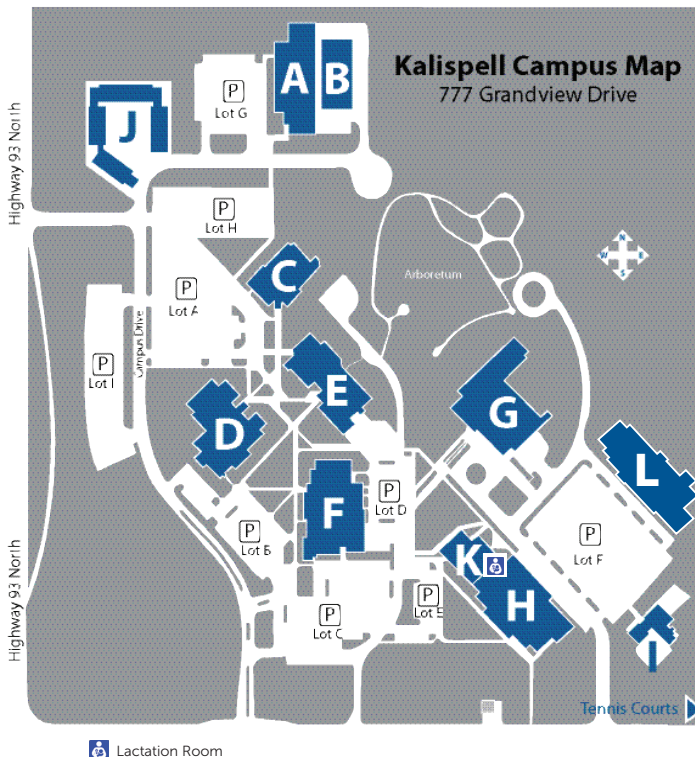 Kalispell Campus Map
777 Grandview Drive
A
B
P
Lot G
J
Highway 93 North
P
Lot H
N
W E
S
Arboretum
C
P
Lot A
Campus Drive
P
Lot I
E
G
D
L
P
Lot D
F
P
Lot B
P
Lot F
K
H
P
Lot E
P
Lot C
Highway 93 North
I
Tennis Courts
Lactation Room